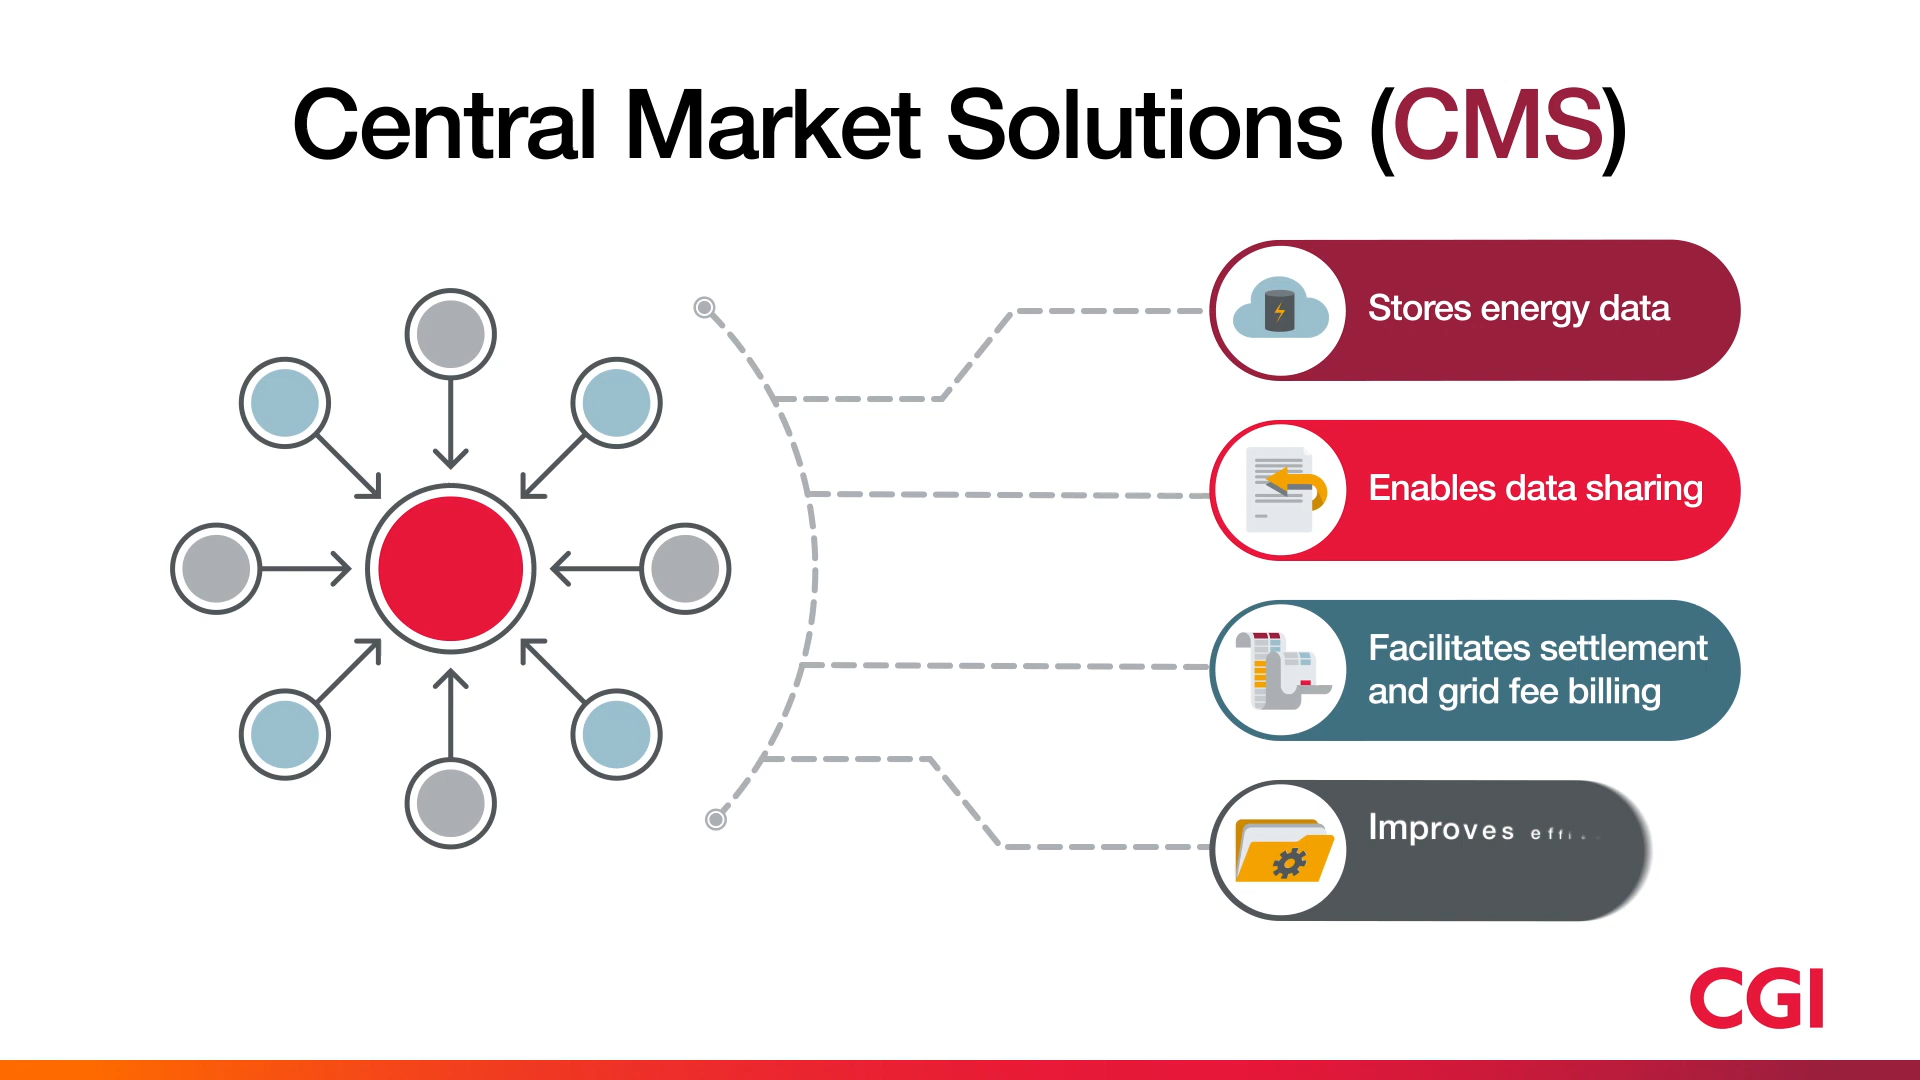 Central Market Solutions (CMS)
Stores energy data
Enables data sharing
Facilitates settlement
and grid fee billing
Improves
CGI